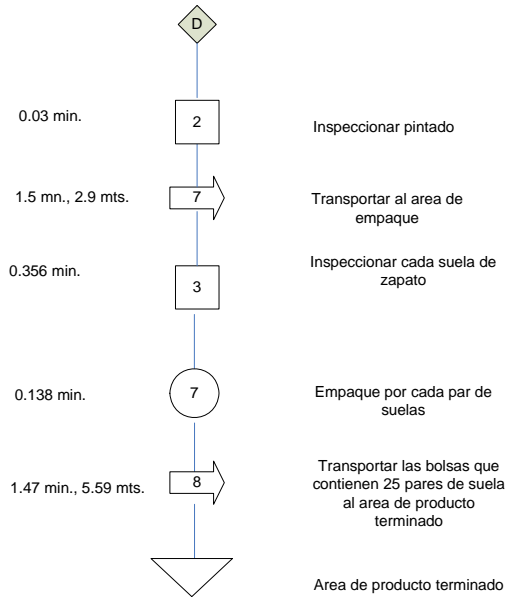 D
0.03 min.
2
Inspeccionar pintado
1.5 mn., 2.9 mts.
7
Transportar al area de
empaque
0.356 min.
3
Inspeccionar cada suela de
zapato
0.138 min.
7
Empaque por cada par de
suelas
1.47 min., 5.59 mts.
8
Transportar las bolsas que
contienen 25 pares de suela
al area de producto
terminado
Area de producto terminado